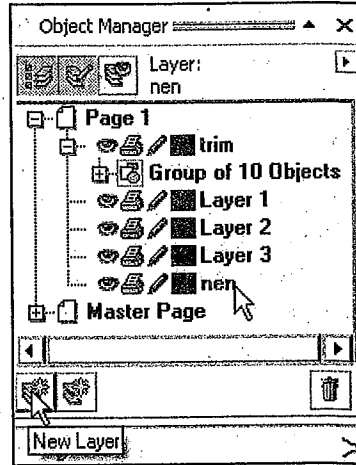 Object Manager
Layer:
nen
Page 1
trim
Group of 10 Objects
Layer 1
Layer 2
Layer 3
nen
Master Page
New Layer